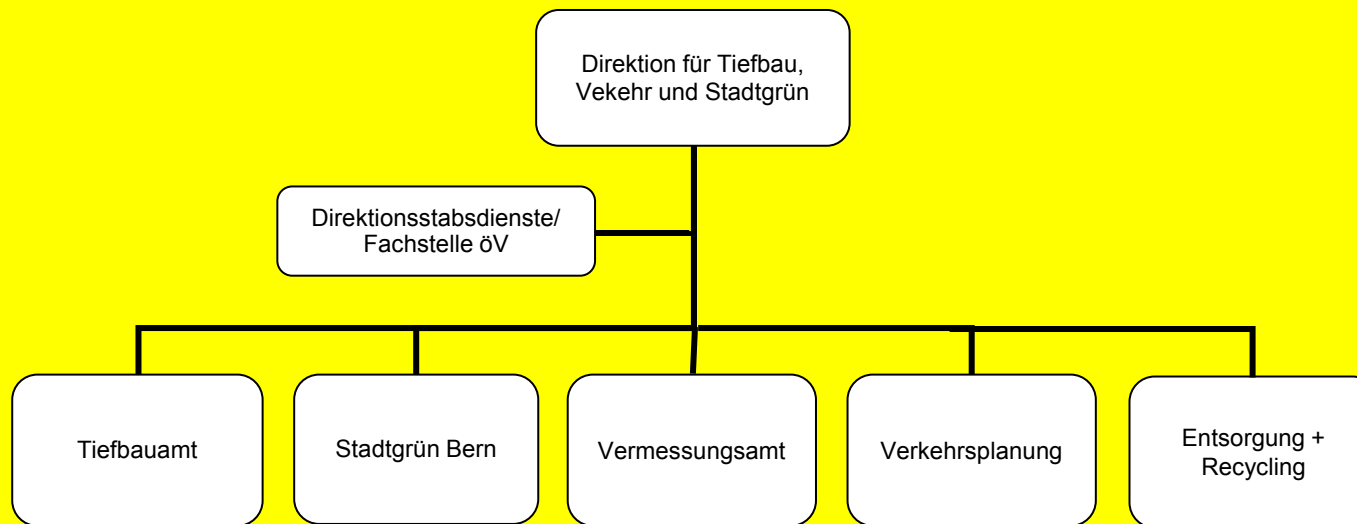 Direktion für Tiefbau,
Vekehr und Stadtgrün
Direktionsstabsdienste/
Fachstelle öV
Tiefbauamt
Stadtgrün Bern
Vermessungsamt
Verkehrsplanung
Entsorgung +
Recycling